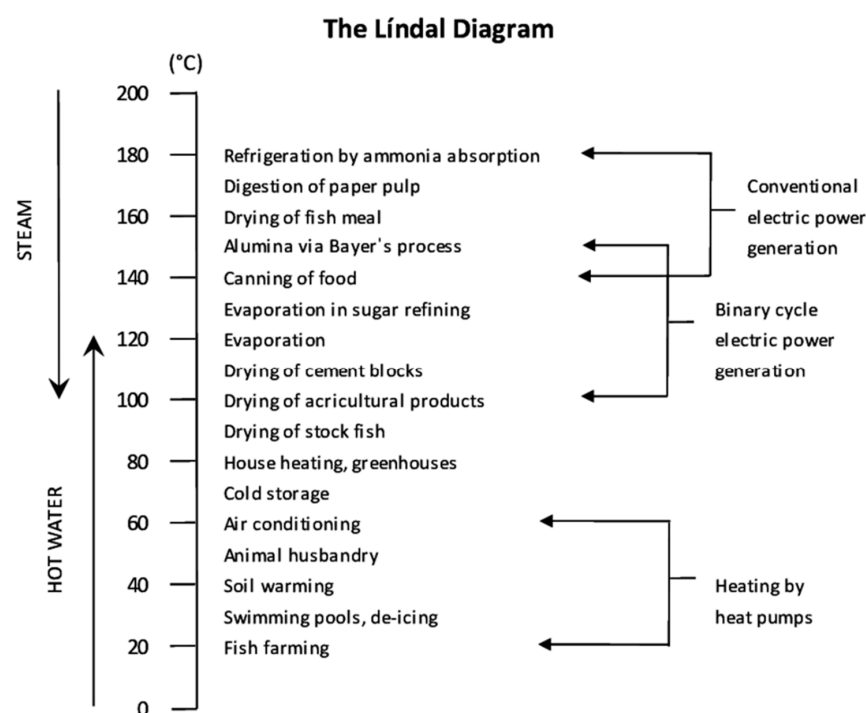 The Líndal Diagram
(°C)
200
180 Refrigeration by ammonia absorption
Digestion of paper pulp
Conventional
160 Drying of fish meal
electric power
Alumina via Bayer's process
generation
140 Canning of food
Evaporation in sugar refining
Binary cycle
120 Evaporation
electric power
Drying of cement blocks
generation
100 Drying of acricultural products
Drying of stock fish
80 House heating, greenhouses
Cold storage
60 Air conditioning
Animal husbandry
40 Soil warming
Heating by
Swimming pools, de-icing
heat pumps
20 Fish farming
0
STEAM
HOT WATER